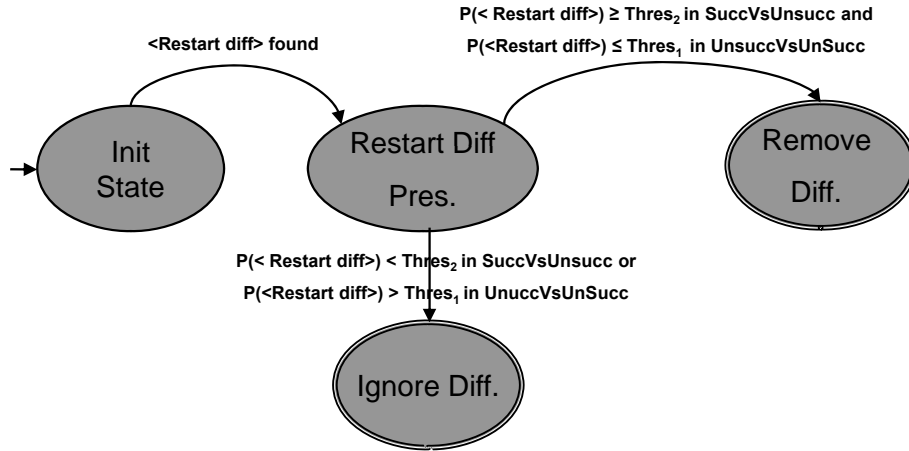 P(< Restart diff>) ≥ Thres₂ in SuccVsUnsucc and
P(<Restart diff>) ≤ Thres₁ in UnsuccVsUnSucc
<Restart diff> found
Init
State
Restart Diff
Pres.
Remove
Diff.
P(< Restart diff>) < Thres₂ in SuccVsUnsucc or
P(<Restart diff>) > Thres₁ in UnuccVsUnSucc
Ignore Diff.